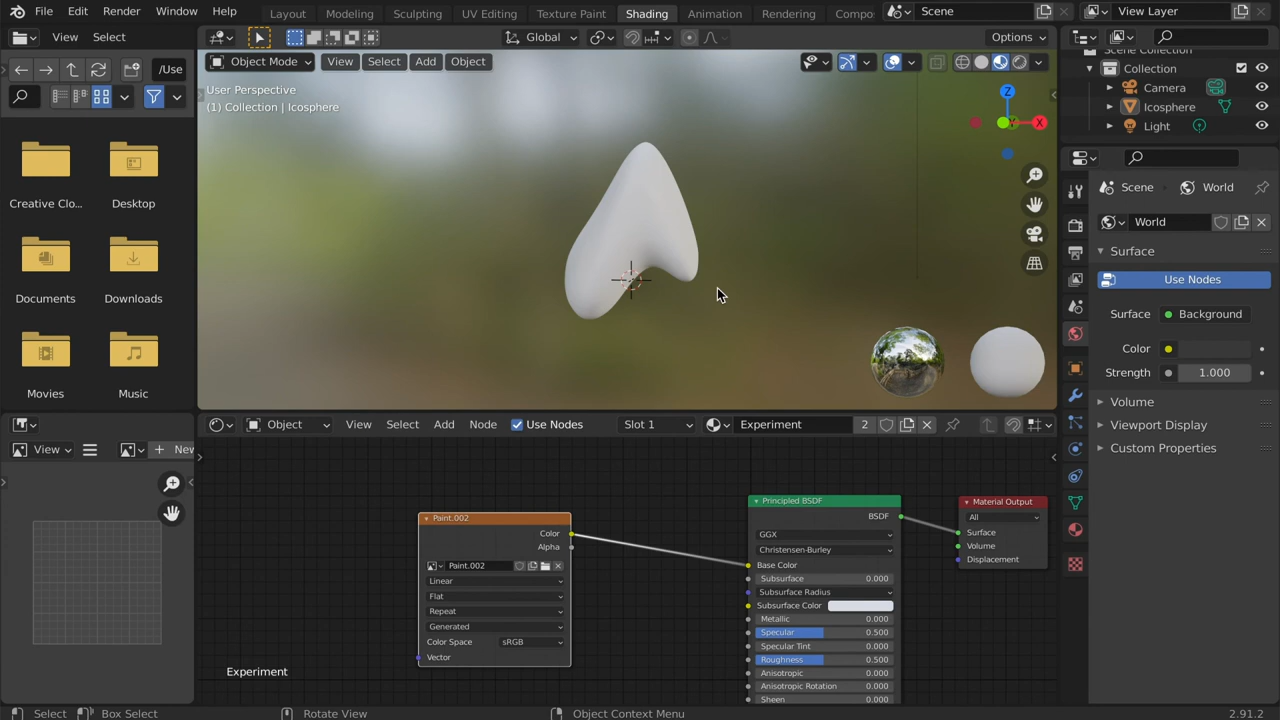 File Edit Render Window Help Layout Modeling Sculpting UV Editing Texture Paint Shading Animation Rendering Compo Scene View Layer
View Select Global Options
/Use Object Mode View Select Add Object
User Perspective
(1) Collection | Icosphere
Z
Y X
Creative Clo... Desktop
Documents Downloads
Movies Music
Scene Collection
Collection
Camera
Icosphere
Light
Scene World
World
Surface
Use Nodes
Surface Background
Color
Strength 1.000
Volume
Viewport Display
Custom Properties
View New
Object View Select Add Node Use Nodes Slot 1 Experiment 2
Paint.002
Color
Alpha
Paint.002
Linear
Flat
Repeat
Generated
Color Space sRGB
Vector
Principled BSDF
BSDF
GGX
Christensen-Burley
Base Color
Subsurface 0.000
Subsurface Radius
Subsurface Color
Metallic 0.000
Specular 0.500
Specular Tint 0.000
Roughness 0.500
Anisotropic 0.000
Anisotropic Rotation 0.000
Sheen 0.000
Material Output
All
Surface
Volume
Displacement
Experiment
Select Box Select Rotate View Object Context Menu 2.91.2